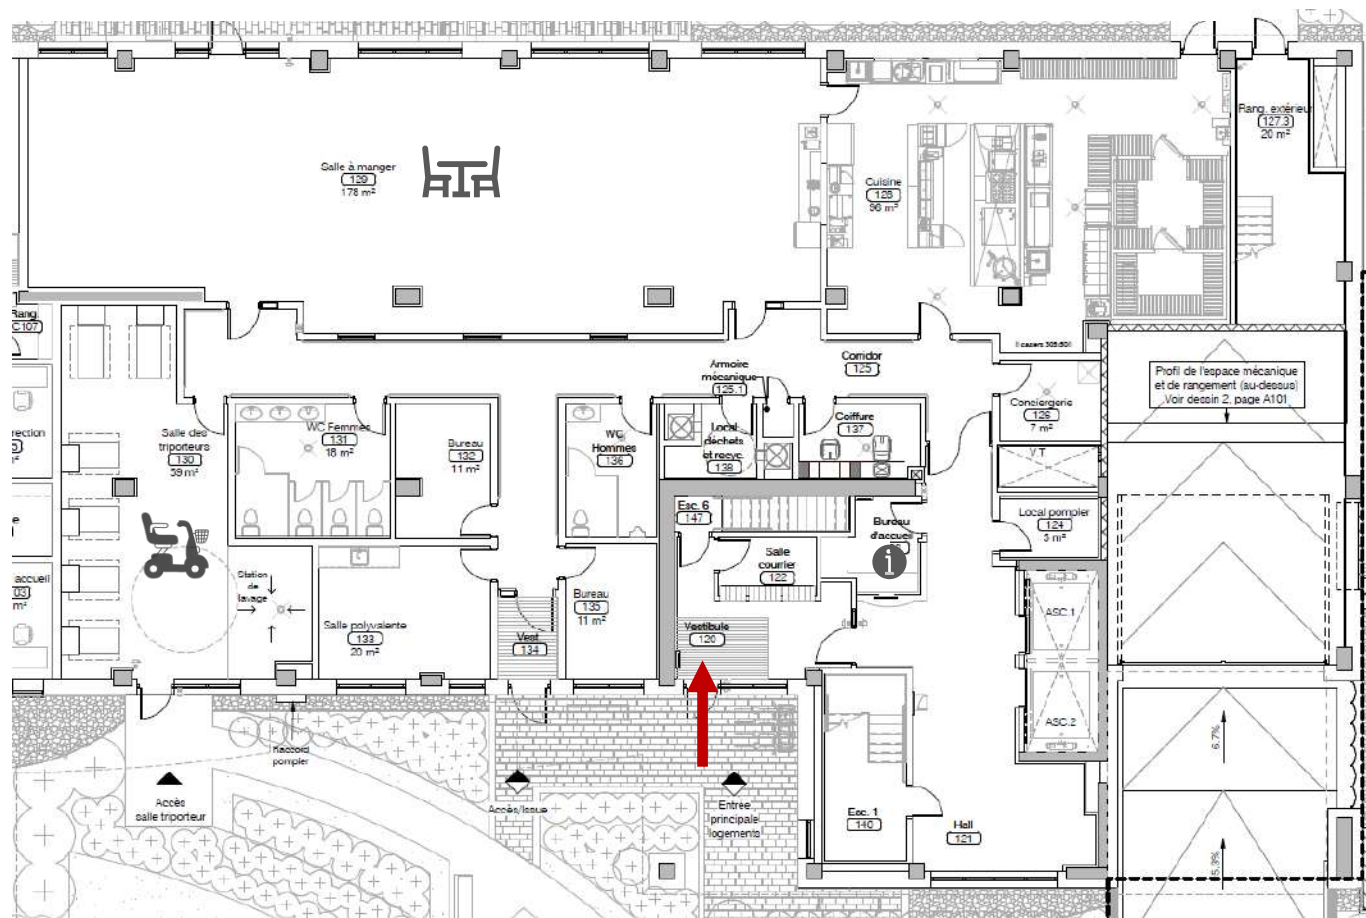 Salle à manger
129
178 m²
Cuisine
128
96 m²
Rang. extérieur
127.3
20 m²
Rang.
C107
Corridor
125
Armoire
mécanique
125.1
Profil de l'espace mécanique
et de rangement (au-dessus)
Voir dessin 2, page A101
Conciergerie
126
7 m²
Coiffure
137
Local
déchets
et recyc.
138
WC Femmes
131
18 m²
Bureau
132
11 m²
WC
Hommes
136
Salle des
triporteurs
130
59 m²
V.T.
Esc. 6
147
Bureau
d'accueil
i
Local pompier
124
Salle
courrier
122
accueil
03
m²
Station
de
lavage
Bureau
135
11 m²
ASC.1
Salle polyvalente
133
20 m²
Vest.
134
Vestibule
120
ASC.2
6.7%
Raccord
pompier
Accès
salle triporteur
Accès/Issue
Entrée
principale
logements
Esc. 1
140
Hall
121
5.3%